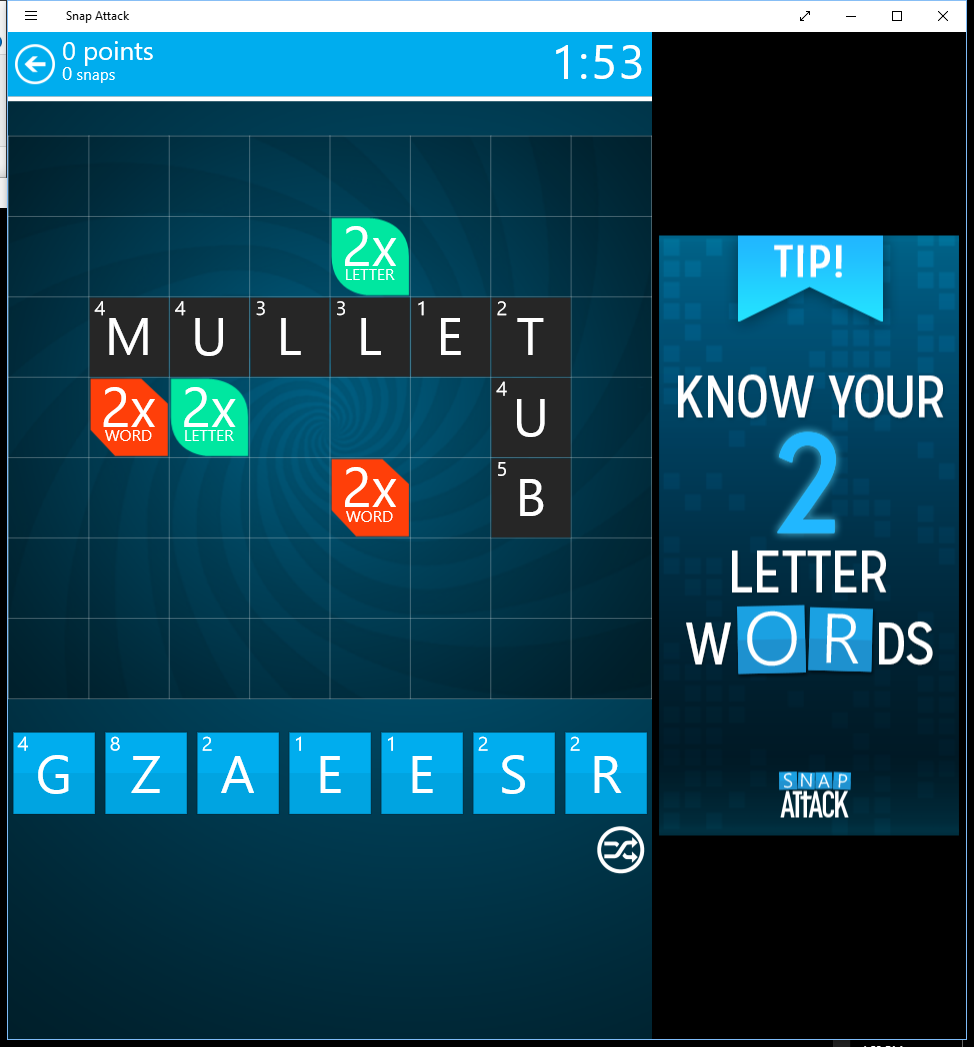 Snap Attack
0 points
0 snaps
1:53
2x
LETTER
4 M 4 U 3 L 3 L 1 E 2 T
2x
WORD
2x
LETTER
4 U
2x
WORD
5 B
4 G 8 Z 2 A 1 E 1 E 2 S 2 R
TIP!
KNOW YOUR
2
LETTER
WORDS
SNAP
ATTACK